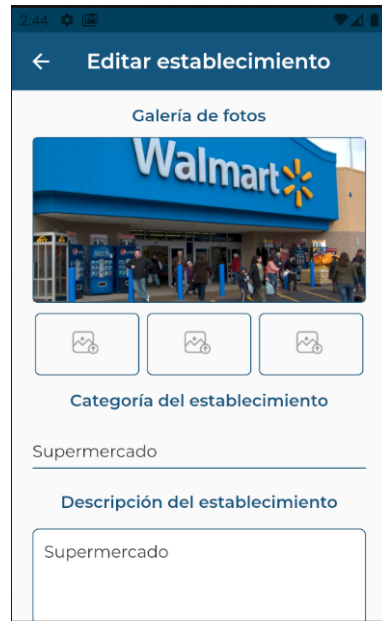 2:44
Editar establecimiento
Galería de fotos
Walmart
Categoría del establecimiento
Supermercado
Descripción del establecimiento
Supermercado